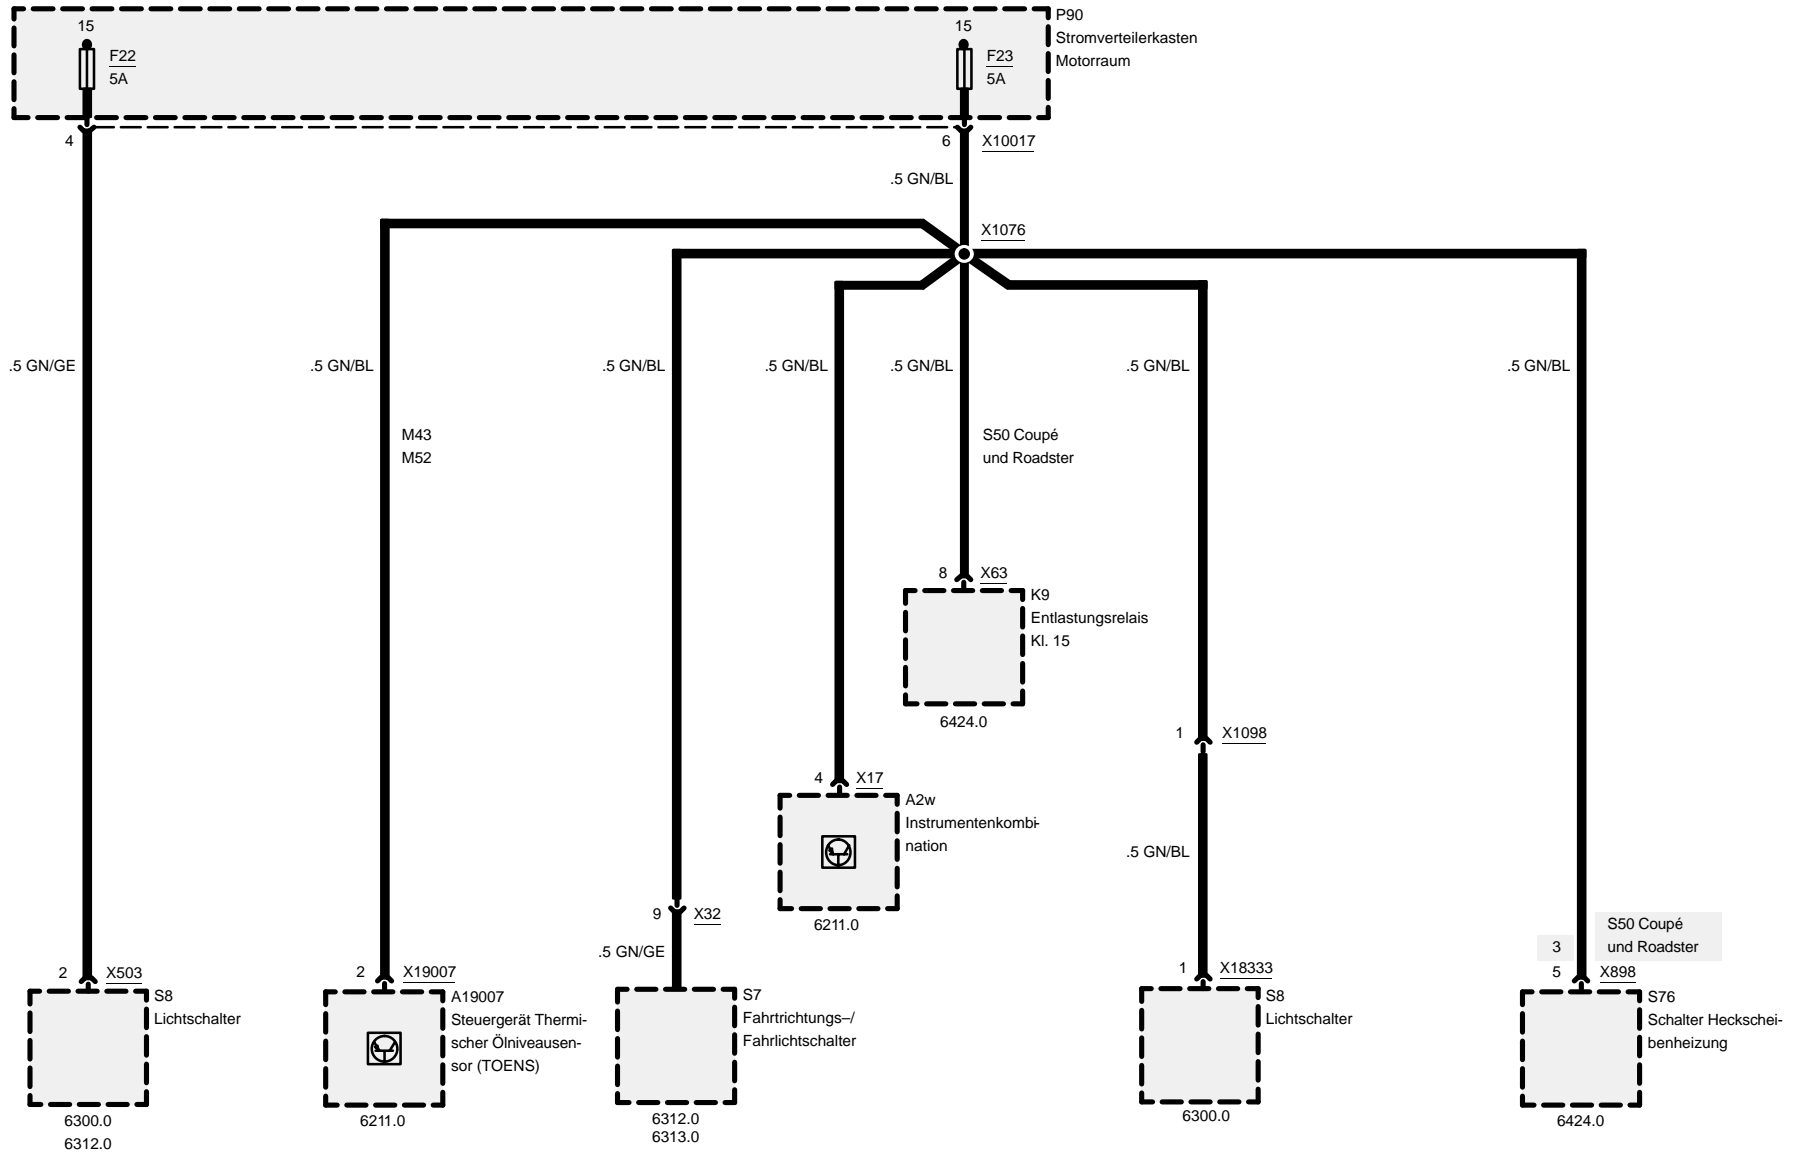 15
15
P90
Stromverteilerkasten
Motorraum
F22
5A
F23
5A
4
6
X10017
.5 GN/BL
X1076
.5 GN/GE
.5 GN/BL
.5 GN/BL
.5 GN/BL
.5 GN/BL
.5 GN/BL
.5 GN/BL
M43
M52
S50 Coupé
und Roadster
8
X63
K9
Entlastungsrelais
Kl. 15
6424.0
1
X1098
4
X17
A2w
Instrumentenkombi-
nation
6211.0
.5 GN/BL
9
X32
.5 GN/GE
S50 Coupé
3
und Roadster
2
X503
S8
Lichtschalter
6300.0
6312.0
2
X19007
A19007
Steuergerät Thermi-
scher Ölniveausen-
sor (TOENS)
6211.0
S7
Fahrtrichtungs–/
Fahrlichtschalter
6312.0
6313.0
1
X18333
S8
Lichtschalter
6300.0
5
X898
S76
Schalter Heckschei-
benheizung
6424.0